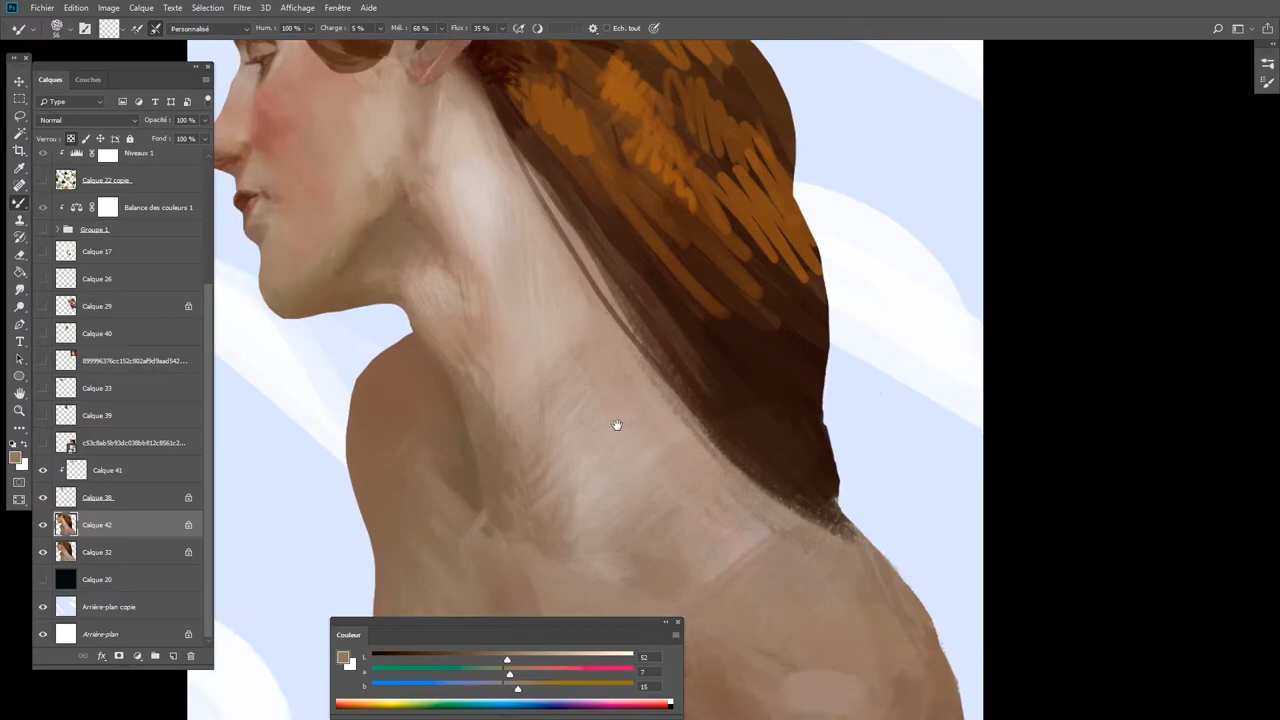 Fichier Edition Image Calque Texte Sélection Filtre 3D Affichage Fenêtre Aide
56 Personnalisé Hum. : 100 % Charge : 5 % Mél. : 68 % Flux : 35 % Ech. tout
Calques Couches
Type
Normal Opacité : 100 %
Verrou : Fond : 100 %
Niveaux 1
Calque 22 copie
Balance des couleurs 1
Groupe 1
Calque 17
Calque 26
Calque 29
Calque 40
Calque 33
Calque 39
Calque 41
Calque 38
Calque 42
Calque 32
Calque 20
Arrière-plan copie
Arrière-plan
fx
Couleur
L 52
a 7
b 15